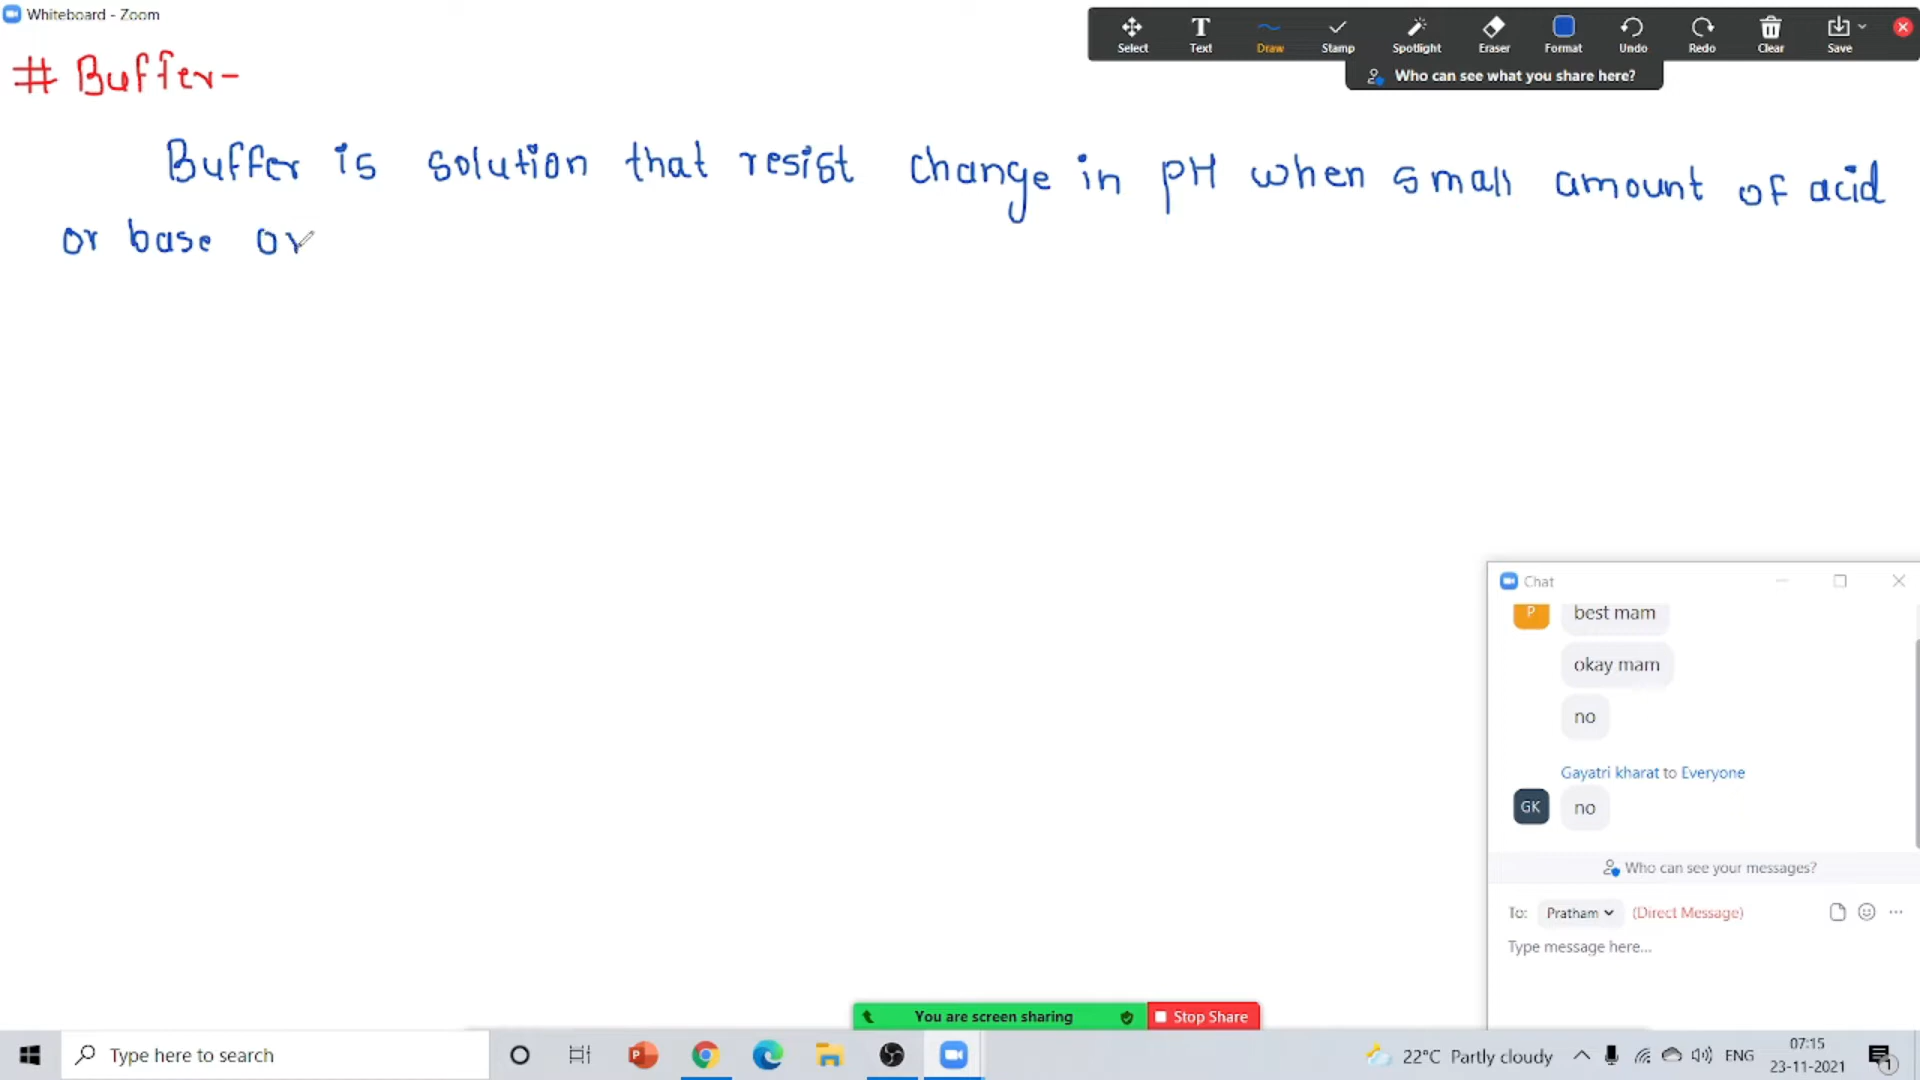 Whiteboard - Zoom
Select Text Draw Stamp Spotlight Eraser Format Undo Redo Clear Save
Who can see what you share here?
# Buffer-
Buffer is solution that resist change in pH when small amount of acid
or base or
Chat
P best mam
okay mam
no
Gayatri kharat to Everyone
GK no
Who can see your messages?
To: Pratham (Direct Message)
Type message here...
You are screen sharing Stop Share
Type here to search
22°C Partly cloudy ENG
07:15
23-11-2021
1